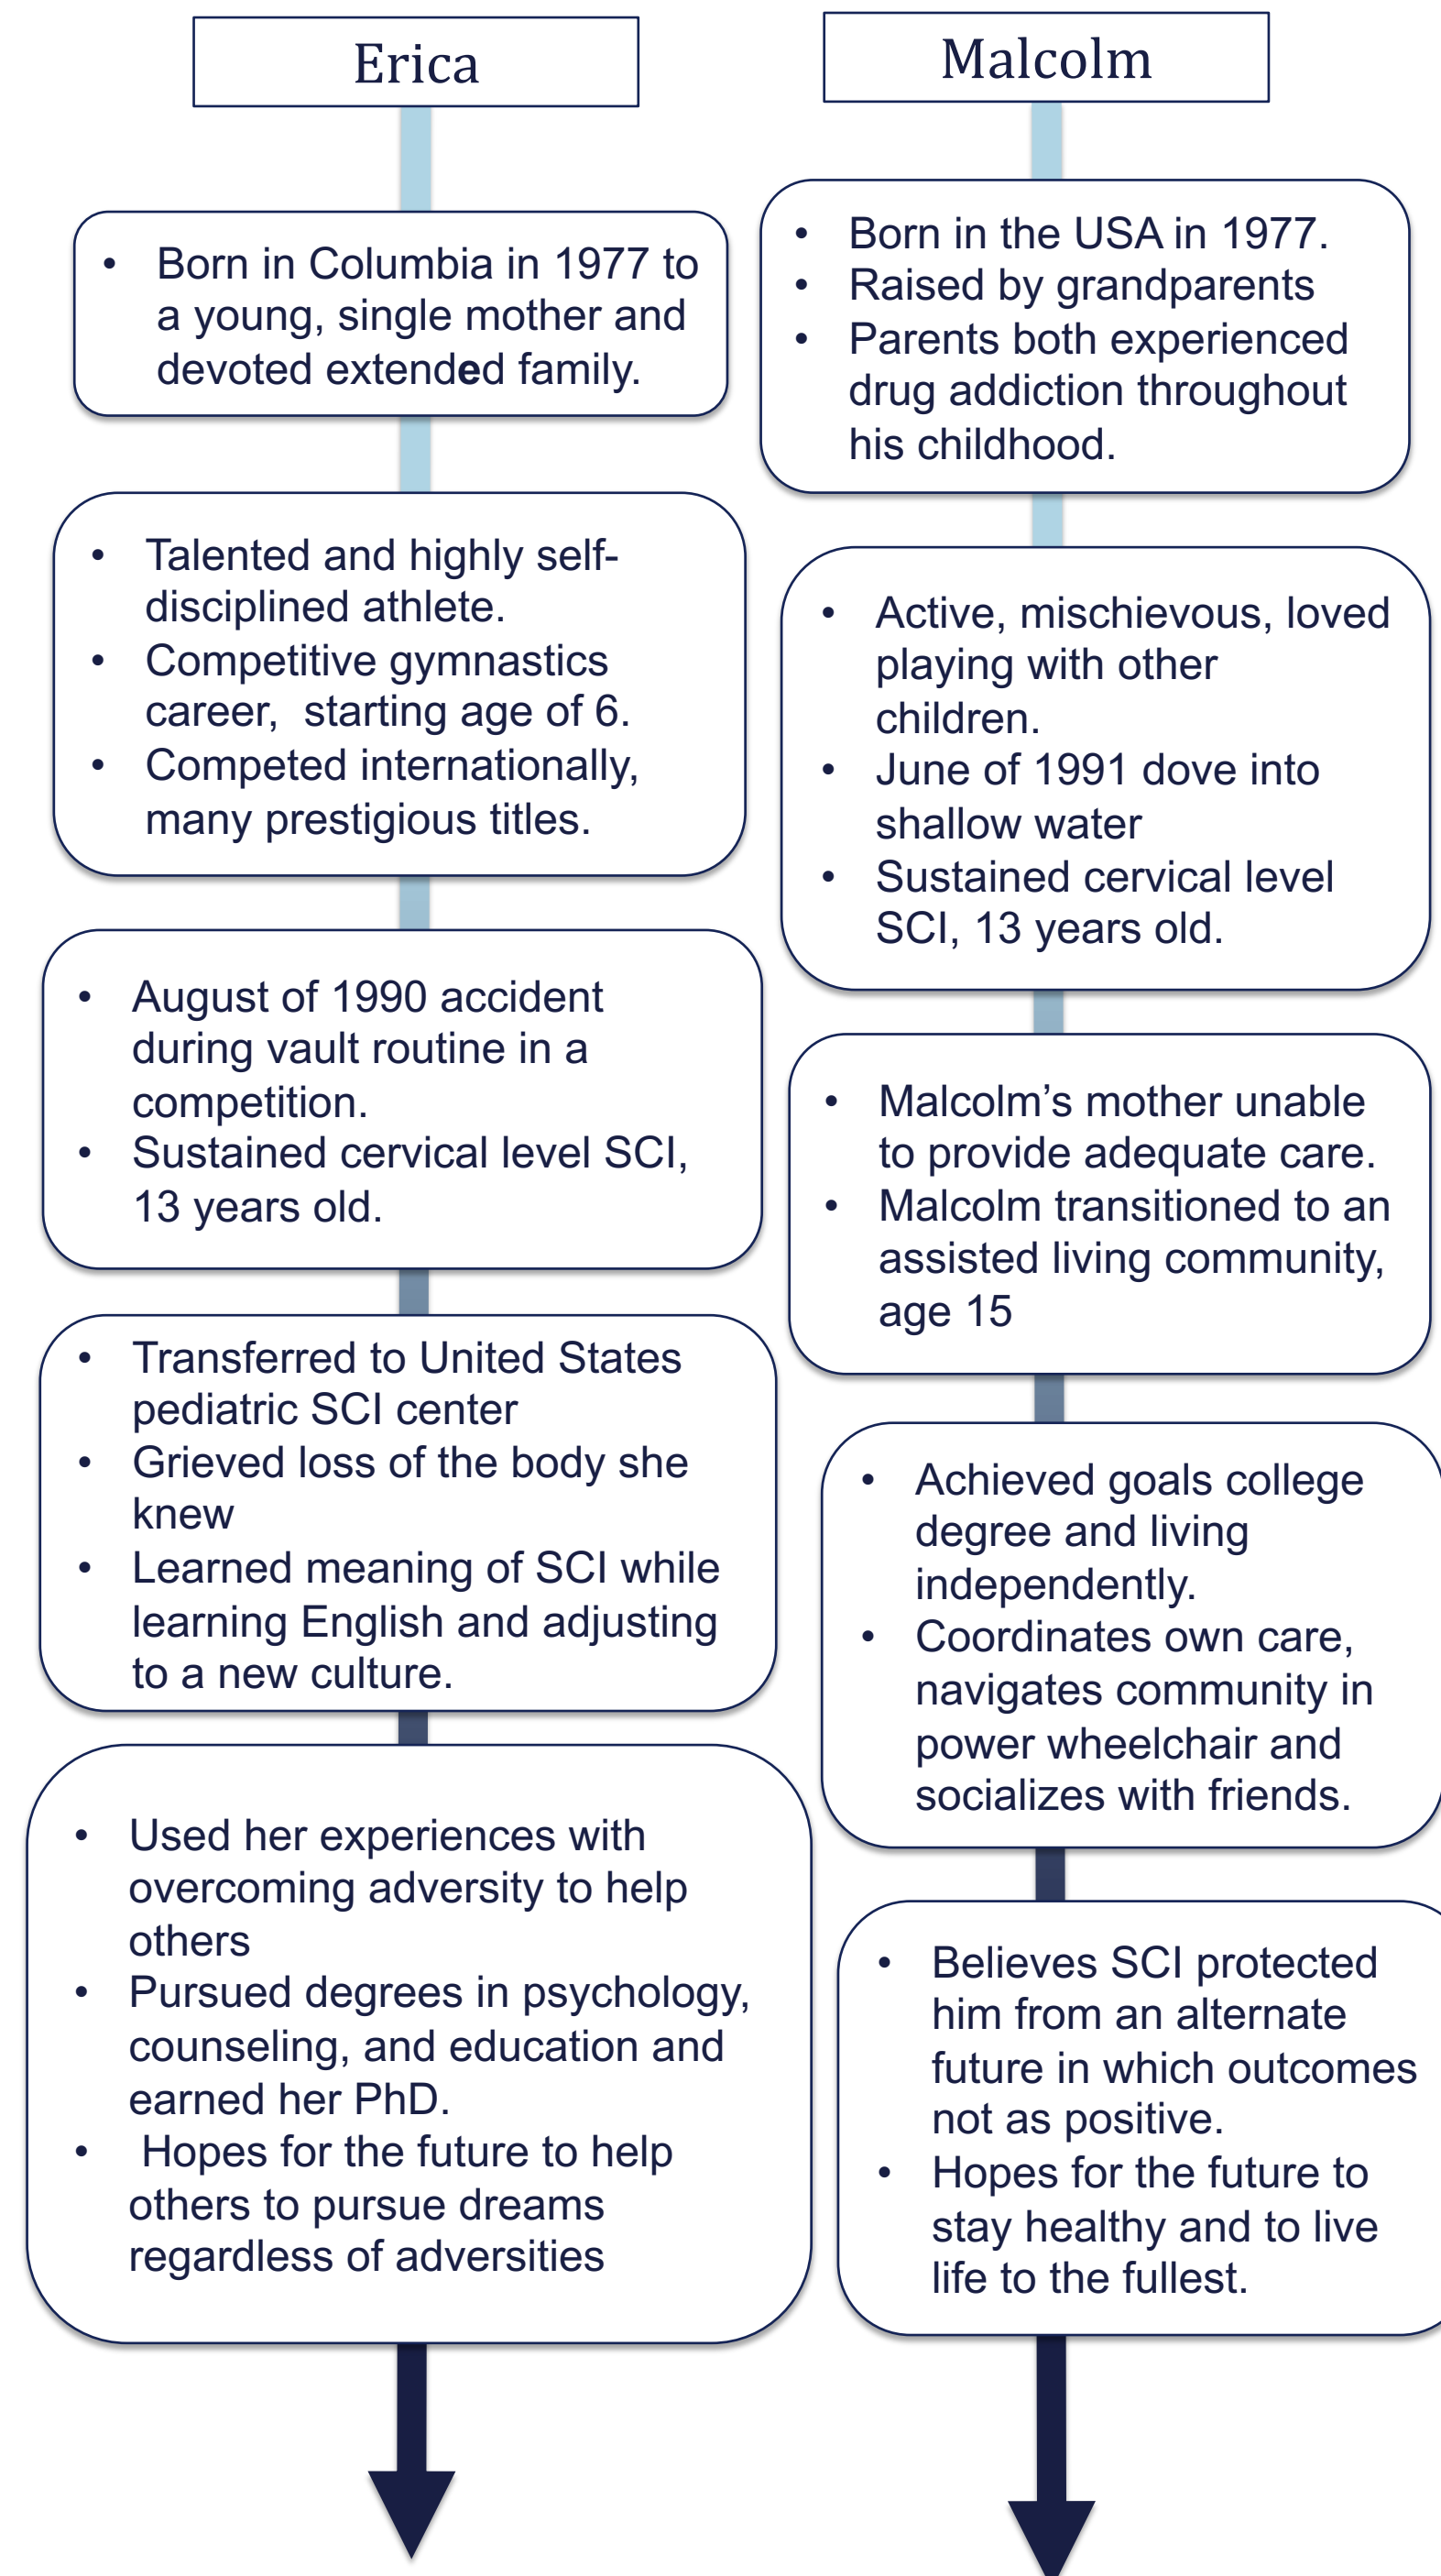 Erica
• Born in Columbia in 1977 to
a young, single mother and
devoted extended family.
• Talented and highly self-
disciplined athlete.
• Competitive gymnastics
career, starting age of 6.
• Competed internationally,
many prestigious titles.
• August of 1990 accident
during vault routine in a
competition.
• Sustained cervical level SCI,
13 years old.
• Transferred to United States
pediatric SCI center
• Grieved loss of the body she
knew
• Learned meaning of SCI while
learning English and adjusting
to a new culture.
• Used her experiences with
overcoming adversity to help
others
• Pursued degrees in psychology,
counseling, and education and
earned her PhD.
• Hopes for the future to help
others to pursue dreams
regardless of adversities
Malcolm
• Born in the USA in 1977.
• Raised by grandparents
• Parents both experienced
drug addiction throughout
his childhood.
• Active, mischievous, loved
playing with other
children.
• June of 1991 dove into
shallow water
• Sustained cervical level
SCI, 13 years old.
• Malcolm’s mother unable
to provide adequate care.
• Malcolm transitioned to an
assisted living community,
age 15
• Achieved goals college
degree and living
independently.
• Coordinates own care,
navigates community in
power wheelchair and
socializes with friends.
• Believes SCI protected
him from an alternate
future in which outcomes
not as positive.
• Hopes for the future to
stay healthy and to live
life to the fullest.